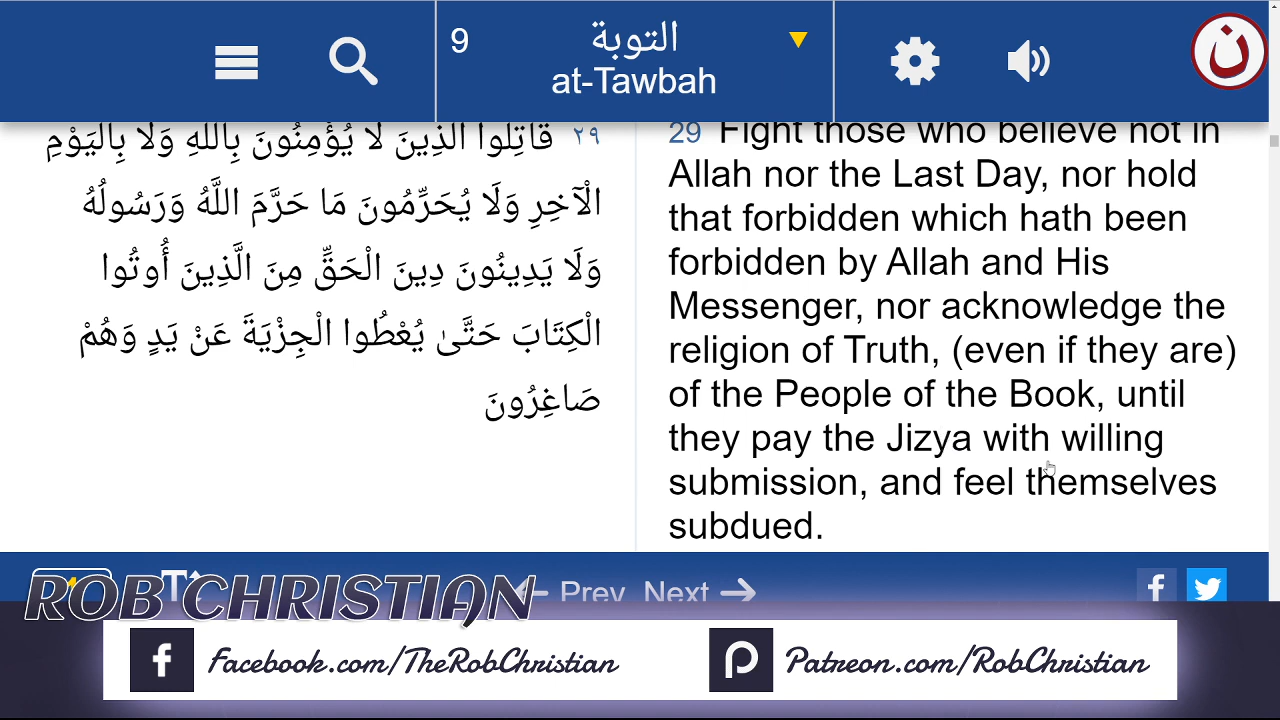 9
التوبة
at-Tawbah
ن
٢٩ قَاتِلُوا الَّذِينَ لَا يُؤْمِنُونَ بِاللَّهِ وَلَا بِالْيَوْمِ
الْآخِرِ وَلَا يُحَرِّمُونَ مَا حَرَّمَ اللَّهُ وَرَسُولُهُ
وَلَا يَدِينُونَ دِينَ الْحَقِّ مِنَ الَّذِينَ أُوتُوا
الْكِتَابَ حَتَّىٰ يُعْطُوا الْجِزْيَةَ عَنْ يَدٍ وَهُمْ
صَاغِرُونَ
29 Fight those who believe not in
Allah nor the Last Day, nor hold
that forbidden which hath been
forbidden by Allah and His
Messenger, nor acknowledge the
religion of Truth, (even if they are)
of the People of the Book, until
they pay the Jizya with willing
submission, and feel themselves
subdued.
Prev Next
ROB CHRISTIAN
Facebook.com/TheRobChristian
Patreon.com/RobChristian